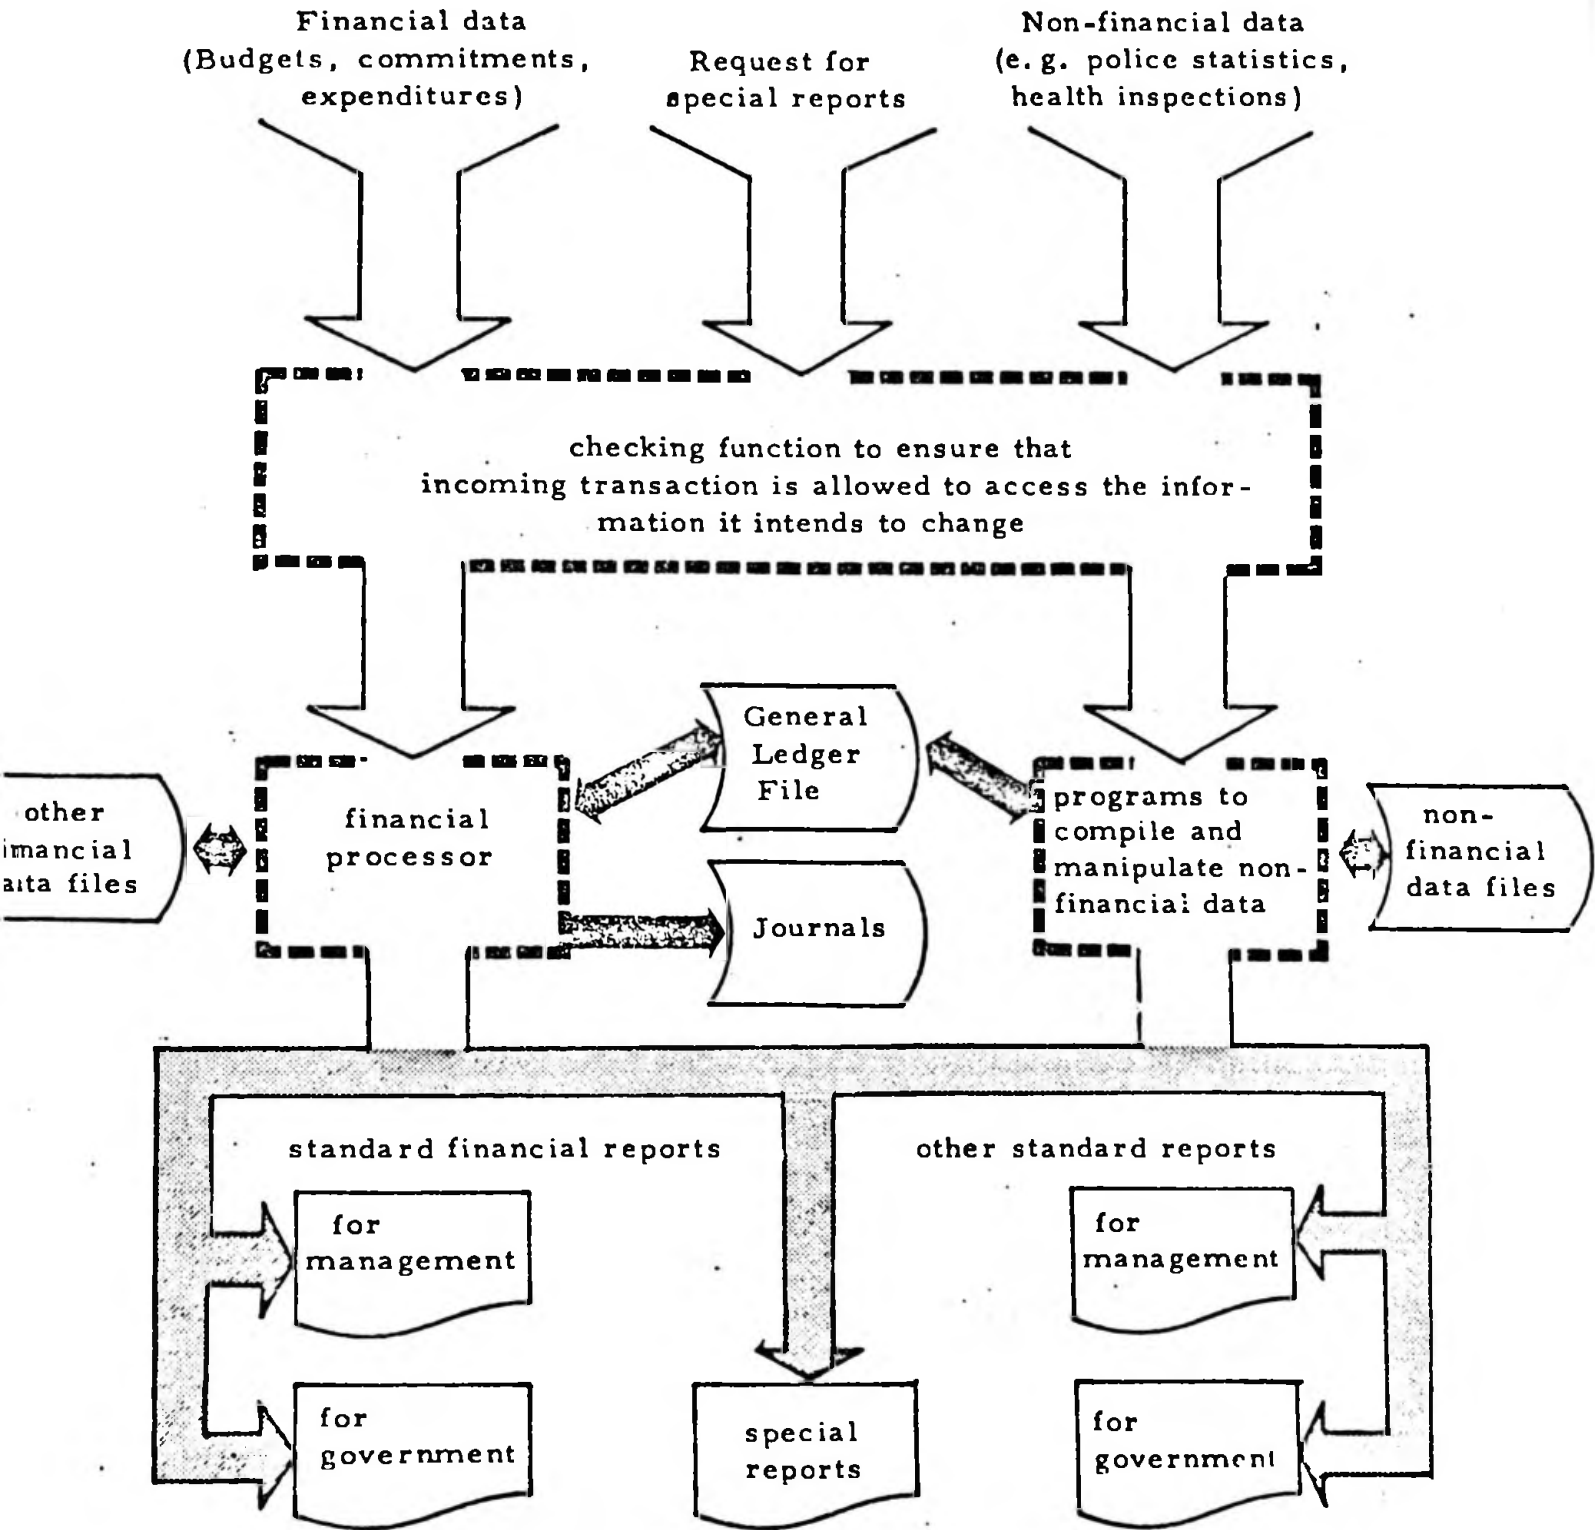 Financial data
(Budgets, commitments,
expenditures)
Request for
special reports
Non-financial data
(e.g. police statistics,
health inspections)
checking function to ensure that
incoming transaction is allowed to access the infor-
mation it intends to change
General
Ledger
File
other
financial
data files
financial
processor
programs to
compile and
manipulate non-
financial data
non-
financial
data files
Journals
standard financial reports
other standard reports
for
management
for
management
for
government
special
reports
for
government